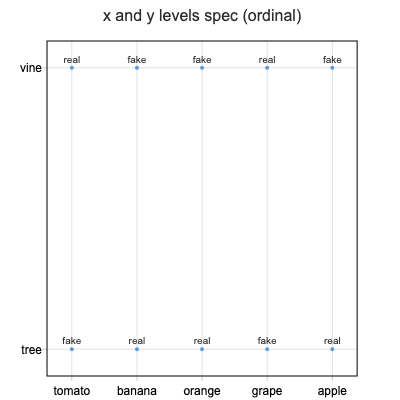 x and y levels spec (ordinal)
real fake fake real fake
vine
fake real real fake real
tree
tomato banana orange grape apple